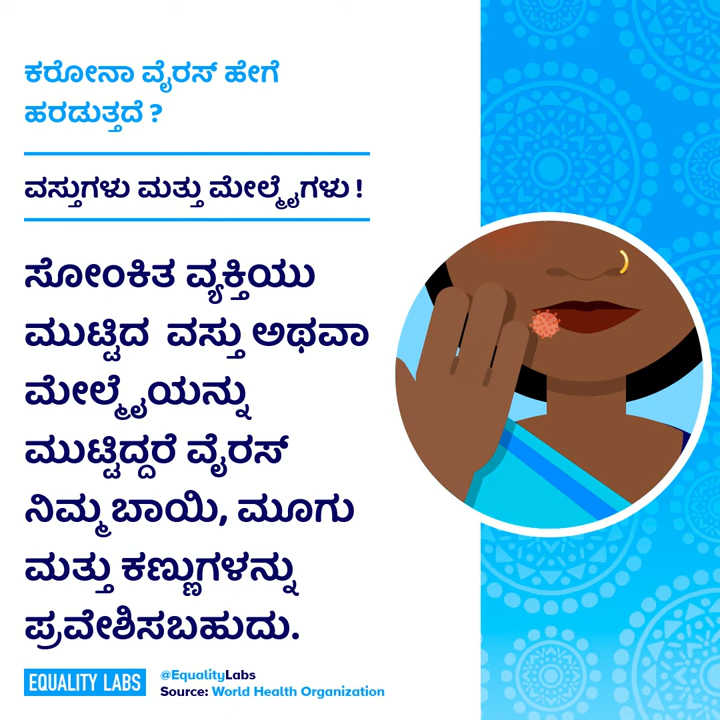 ಕರೋನಾ ವೈರಸ್ ಹೇಗೆ
ಹರಡುತ್ತದೆ ?
ವಸ್ತುಗಳು ಮತ್ತು ಮೇಲ್ಮೈಗಳು !
ಸೋಂಕಿತ ವ್ಯಕ್ತಿಯು
ಮುಟ್ಟಿದ ವಸ್ತು ಅಥವಾ
ಮೇಲ್ಮೈಯನ್ನು
ಮುಟ್ಟಿದ್ದರೆ ವೈರಸ್
ನಿಮ್ಮ ಬಾಯಿ, ಮೂಗು
ಮತ್ತು ಕಣ್ಣುಗಳನ್ನು
ಪ್ರವೇಶಿಸಬಹುದು.
EQUALITY LABS
@EqualityLabs
Source: World Health Organization